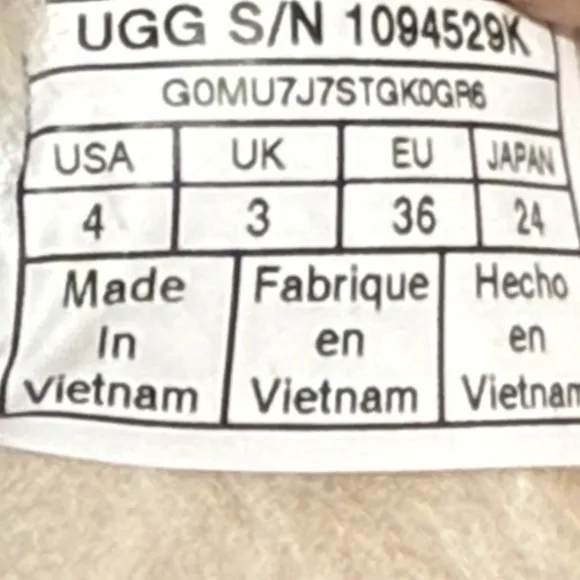 UGG S/N 1094529K
G0MU7J7STGK0GR6
USA UK EU JAPAN
4 3 36 24
Made Fabrique Hecho
In en en
Vietnam Vietnam Vietnam